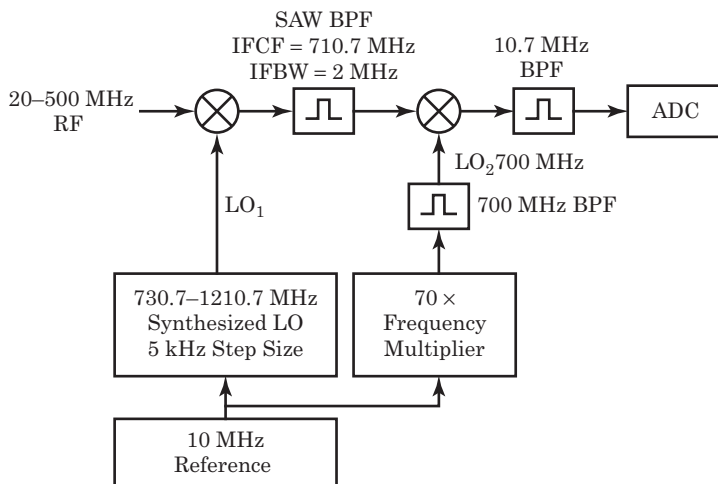 SAW BPF
IFCF = 710.7 MHz
IFBW = 2 MHz
10.7 MHz
BPF
20–500 MHz
RF
ADC
LO₂700 MHz
LO₁
700 MHz BPF
730.7–1210.7 MHz
Synthesized LO
5 kHz Step Size
70 ×
Frequency
Multiplier
10 MHz
Reference